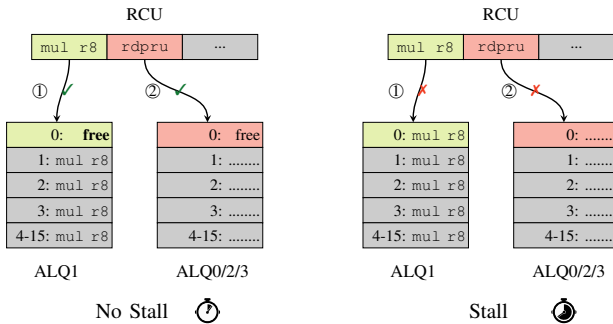 RCU
mul r8 rdpru ...
① ✓ ② ✓
0: free
1: mul r8
2: mul r8
3: mul r8
4-15: mul r8
ALQ1
0: free
1: ........
2: ........
3: ........
4-15: ........
ALQ0/2/3
No Stall
RCU
mul r8 rdpru ...
① ✗ ② ✗
0: mul r8
1: mul r8
2: mul r8
3: mul r8
4-15: mul r8
ALQ1
0: ........
1: ........
2: ........
3: ........
4-15: ........
ALQ0/2/3
Stall